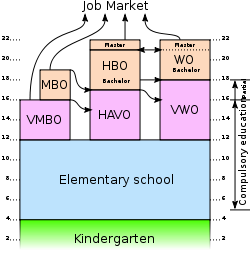 Job Market
22 Master Master 22
20 HBO WO 20
Bachelor Bachelor
18 MBO 18
Partial
16 16
VMBO HAVO VWO
14 14
12 12
10 10
Compulsory education
8 Elementary school 8
6 6
4 4
Kindergarten
2 2